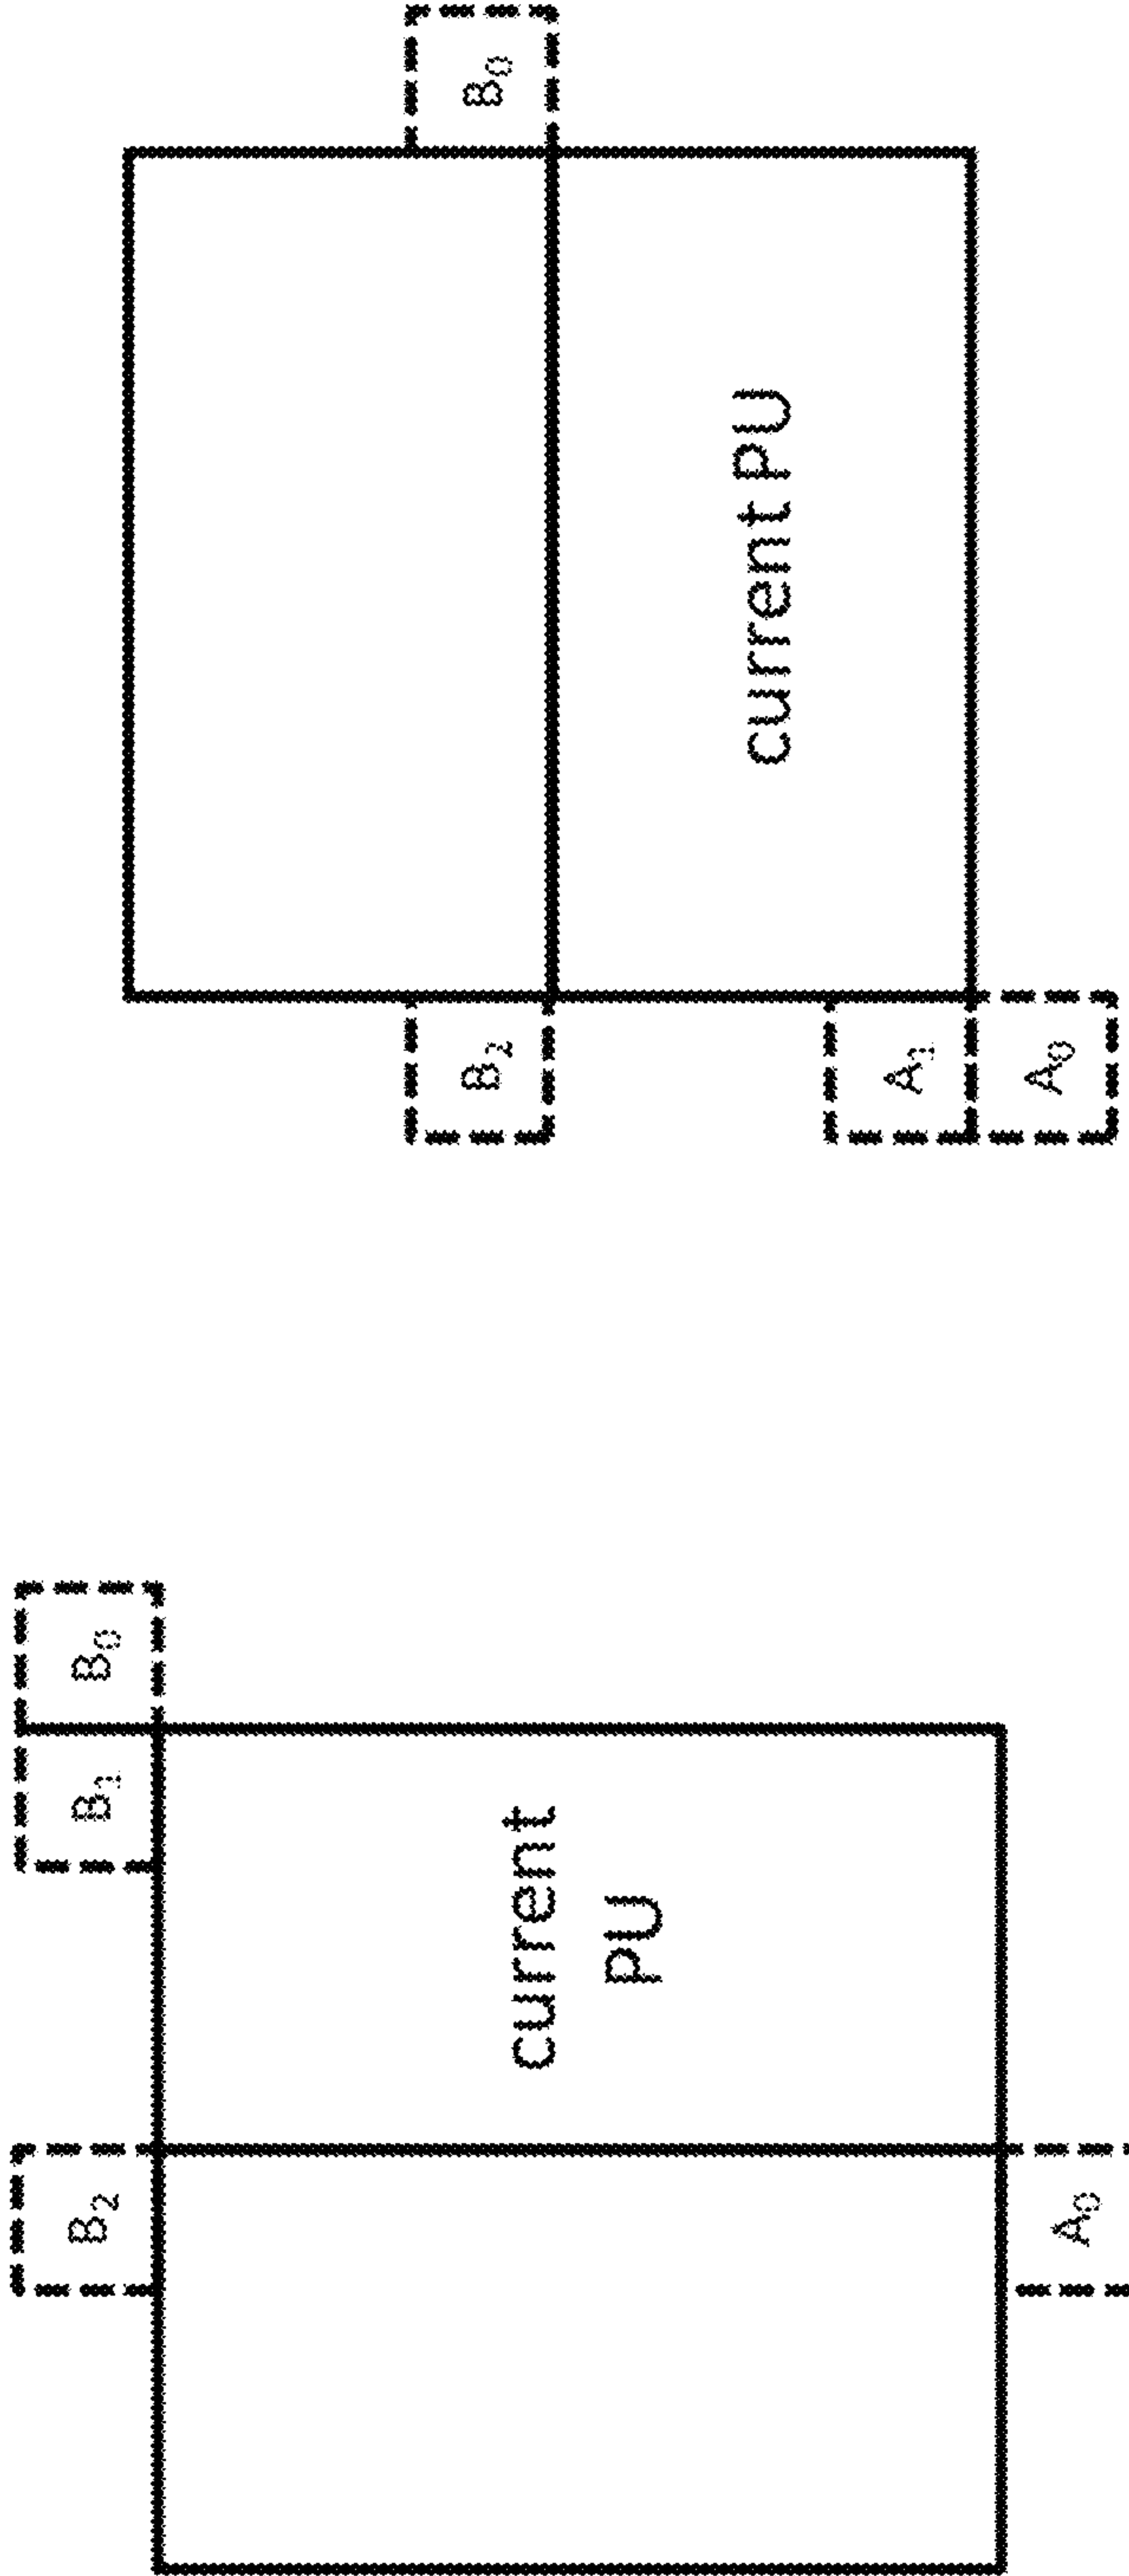 B₂
B₁
B₀
current
PU
A₀
B₂
B₀
current PU
A₁
A₀